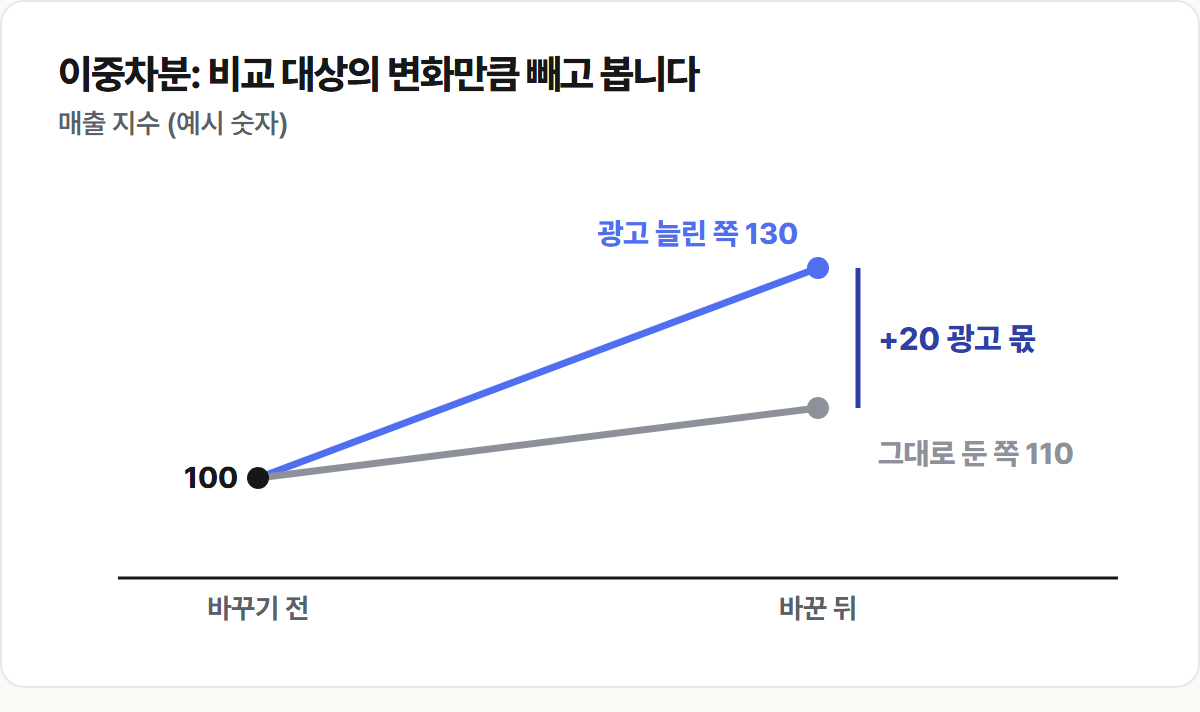 이중차분: 비교 대상의 변화만큼 빼고 봅니다
매출 지수 (예시 숫자)
광고 늘린 쪽 130
+20 광고 몫
그대로 둔 쪽 110
100
바꾸기 전
바꾼 뒤